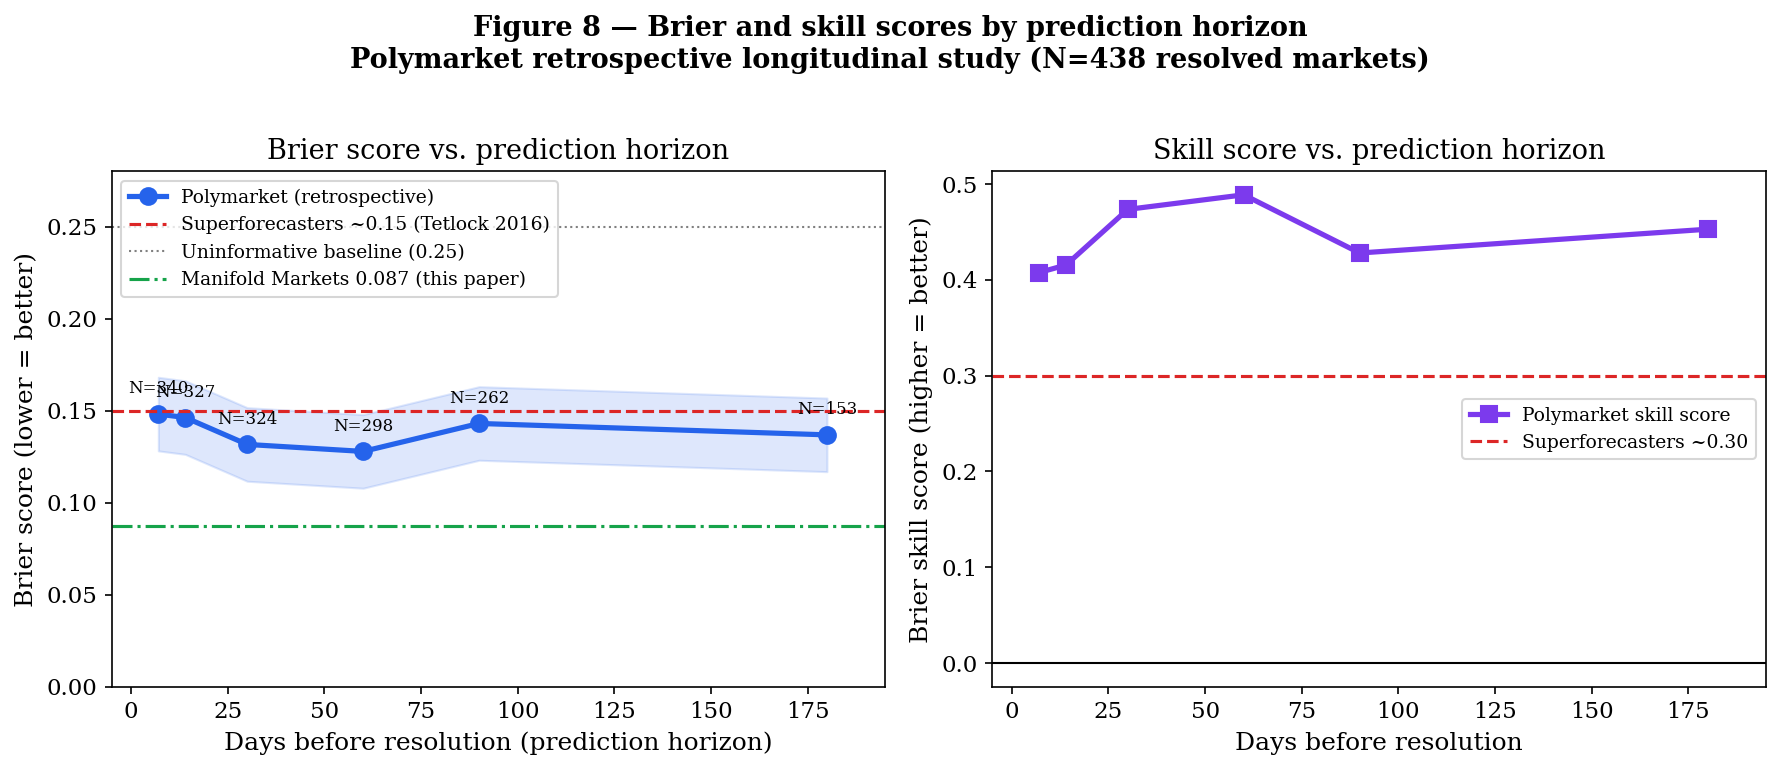 Figure 8 — Brier and skill scores by prediction horizon
Polymarket retrospective longitudinal study (N=438 resolved markets)
Brier score vs. prediction horizon
Brier score (lower = better)
0.25
0.20
0.15
0.10
0.05
0.00
Polymarket (retrospective)
Superforecasters ~0.15 (Tetlock 2016)
Uninformative baseline (0.25)
Manifold Markets 0.087 (this paper)
N=340
N=327
N=324
N=298
N=262
N=153
0 25 50 75 100 125 150 175
Days before resolution (prediction horizon)
Skill score vs. prediction horizon
Brier skill score (higher = better)
0.5
0.4
0.3
0.2
0.1
0.0
Polymarket skill score
Superforecasters ~0.30
0 25 50 75 100 125 150 175
Days before resolution